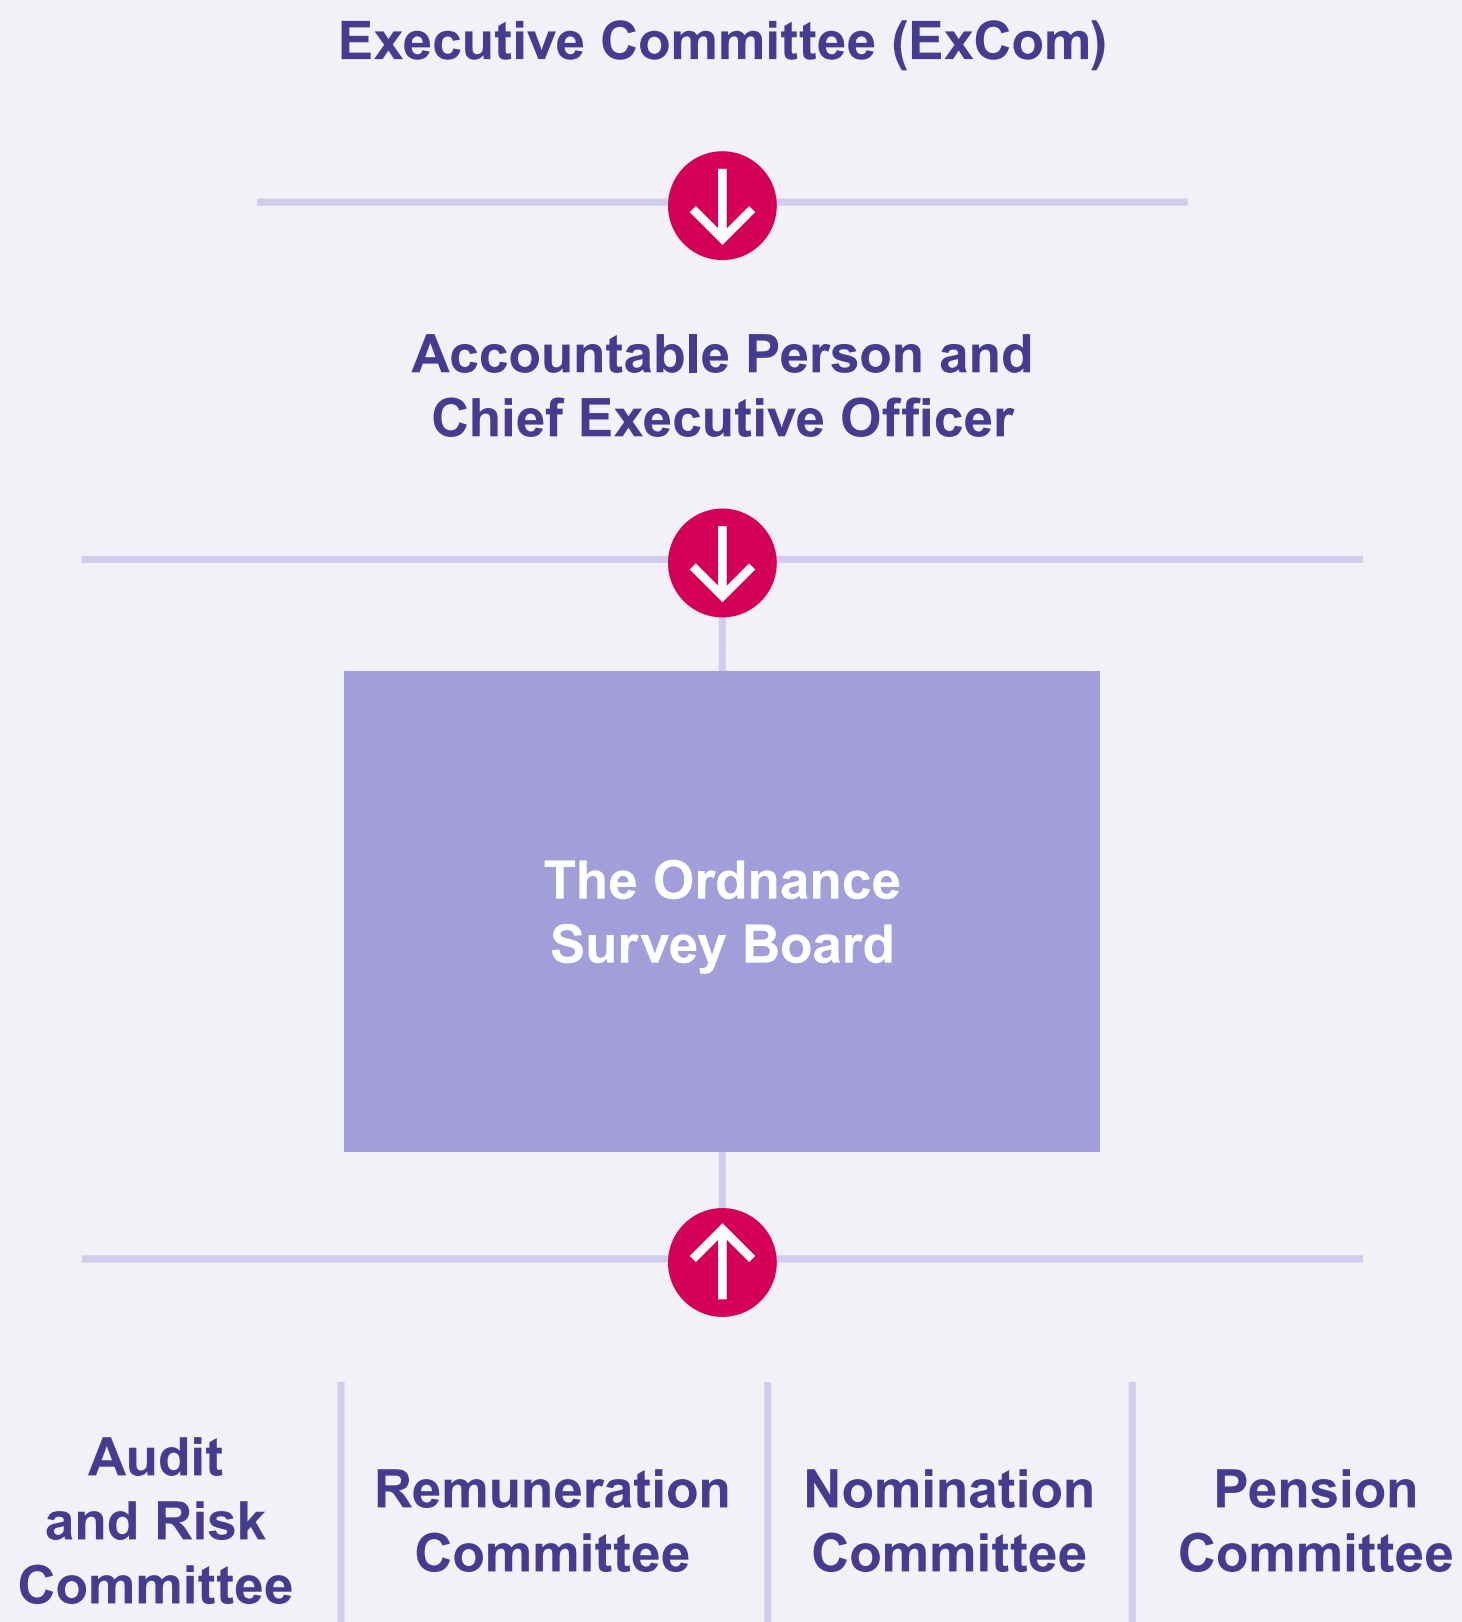 Executive Committee (ExCom)
Accountable Person and
Chief Executive Officer
The Ordnance
Survey Board
Audit
and Risk
Committee
Remuneration
Committee
Nomination
Committee
Pension
Committee